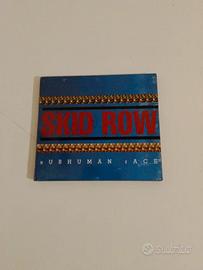 SKID ROW
sUBHUMAN rACE
subito